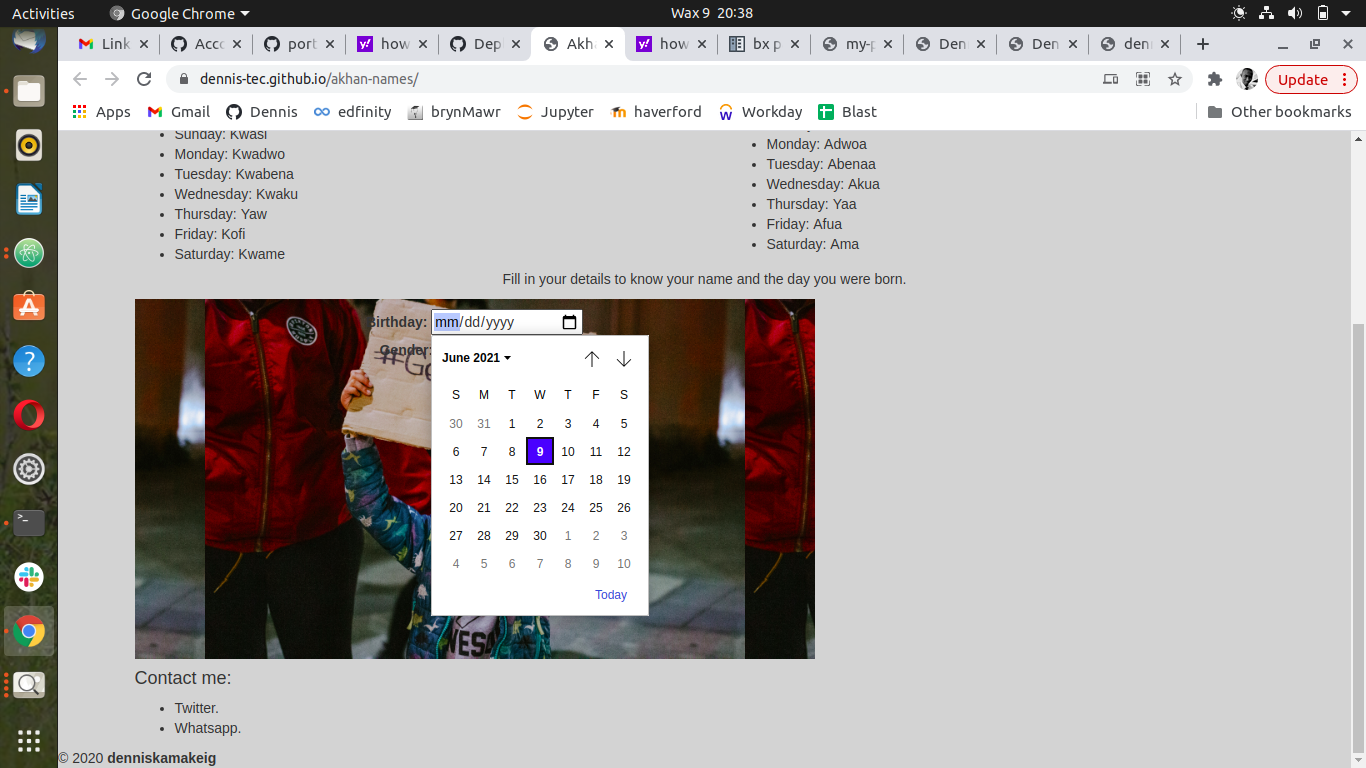 Activities Google Chrome Wax 9 20:38
Link Acco port how Dep Akha how bx p my-p Den Den denn
dennis-tec.github.io/akhan-names/ Update
Apps Gmail Dennis edfinity brynMawr Jupyter haverford Workday Blast Other bookmarks
Sunday: Kwasi
Monday: Kwadwo
Tuesday: Kwabena
Wednesday: Kwaku
Thursday: Yaw
Friday: Kofi
Saturday: Kwame
Monday: Adwoa
Tuesday: Abenaa
Wednesday: Akua
Thursday: Yaa
Friday: Afua
Saturday: Ama
Fill in your details to know your name and the day you were born.
Birthday: mm/dd/yyyy
Gender:
June 2021
S M T W T F S
30 31 1 2 3 4 5
6 7 8 9 10 11 12
13 14 15 16 17 18 19
20 21 22 23 24 25 26
27 28 29 30 1 2 3
4 5 6 7 8 9 10
Today
Contact me:
Twitter.
Whatsapp.
© 2020 denniskamakeig